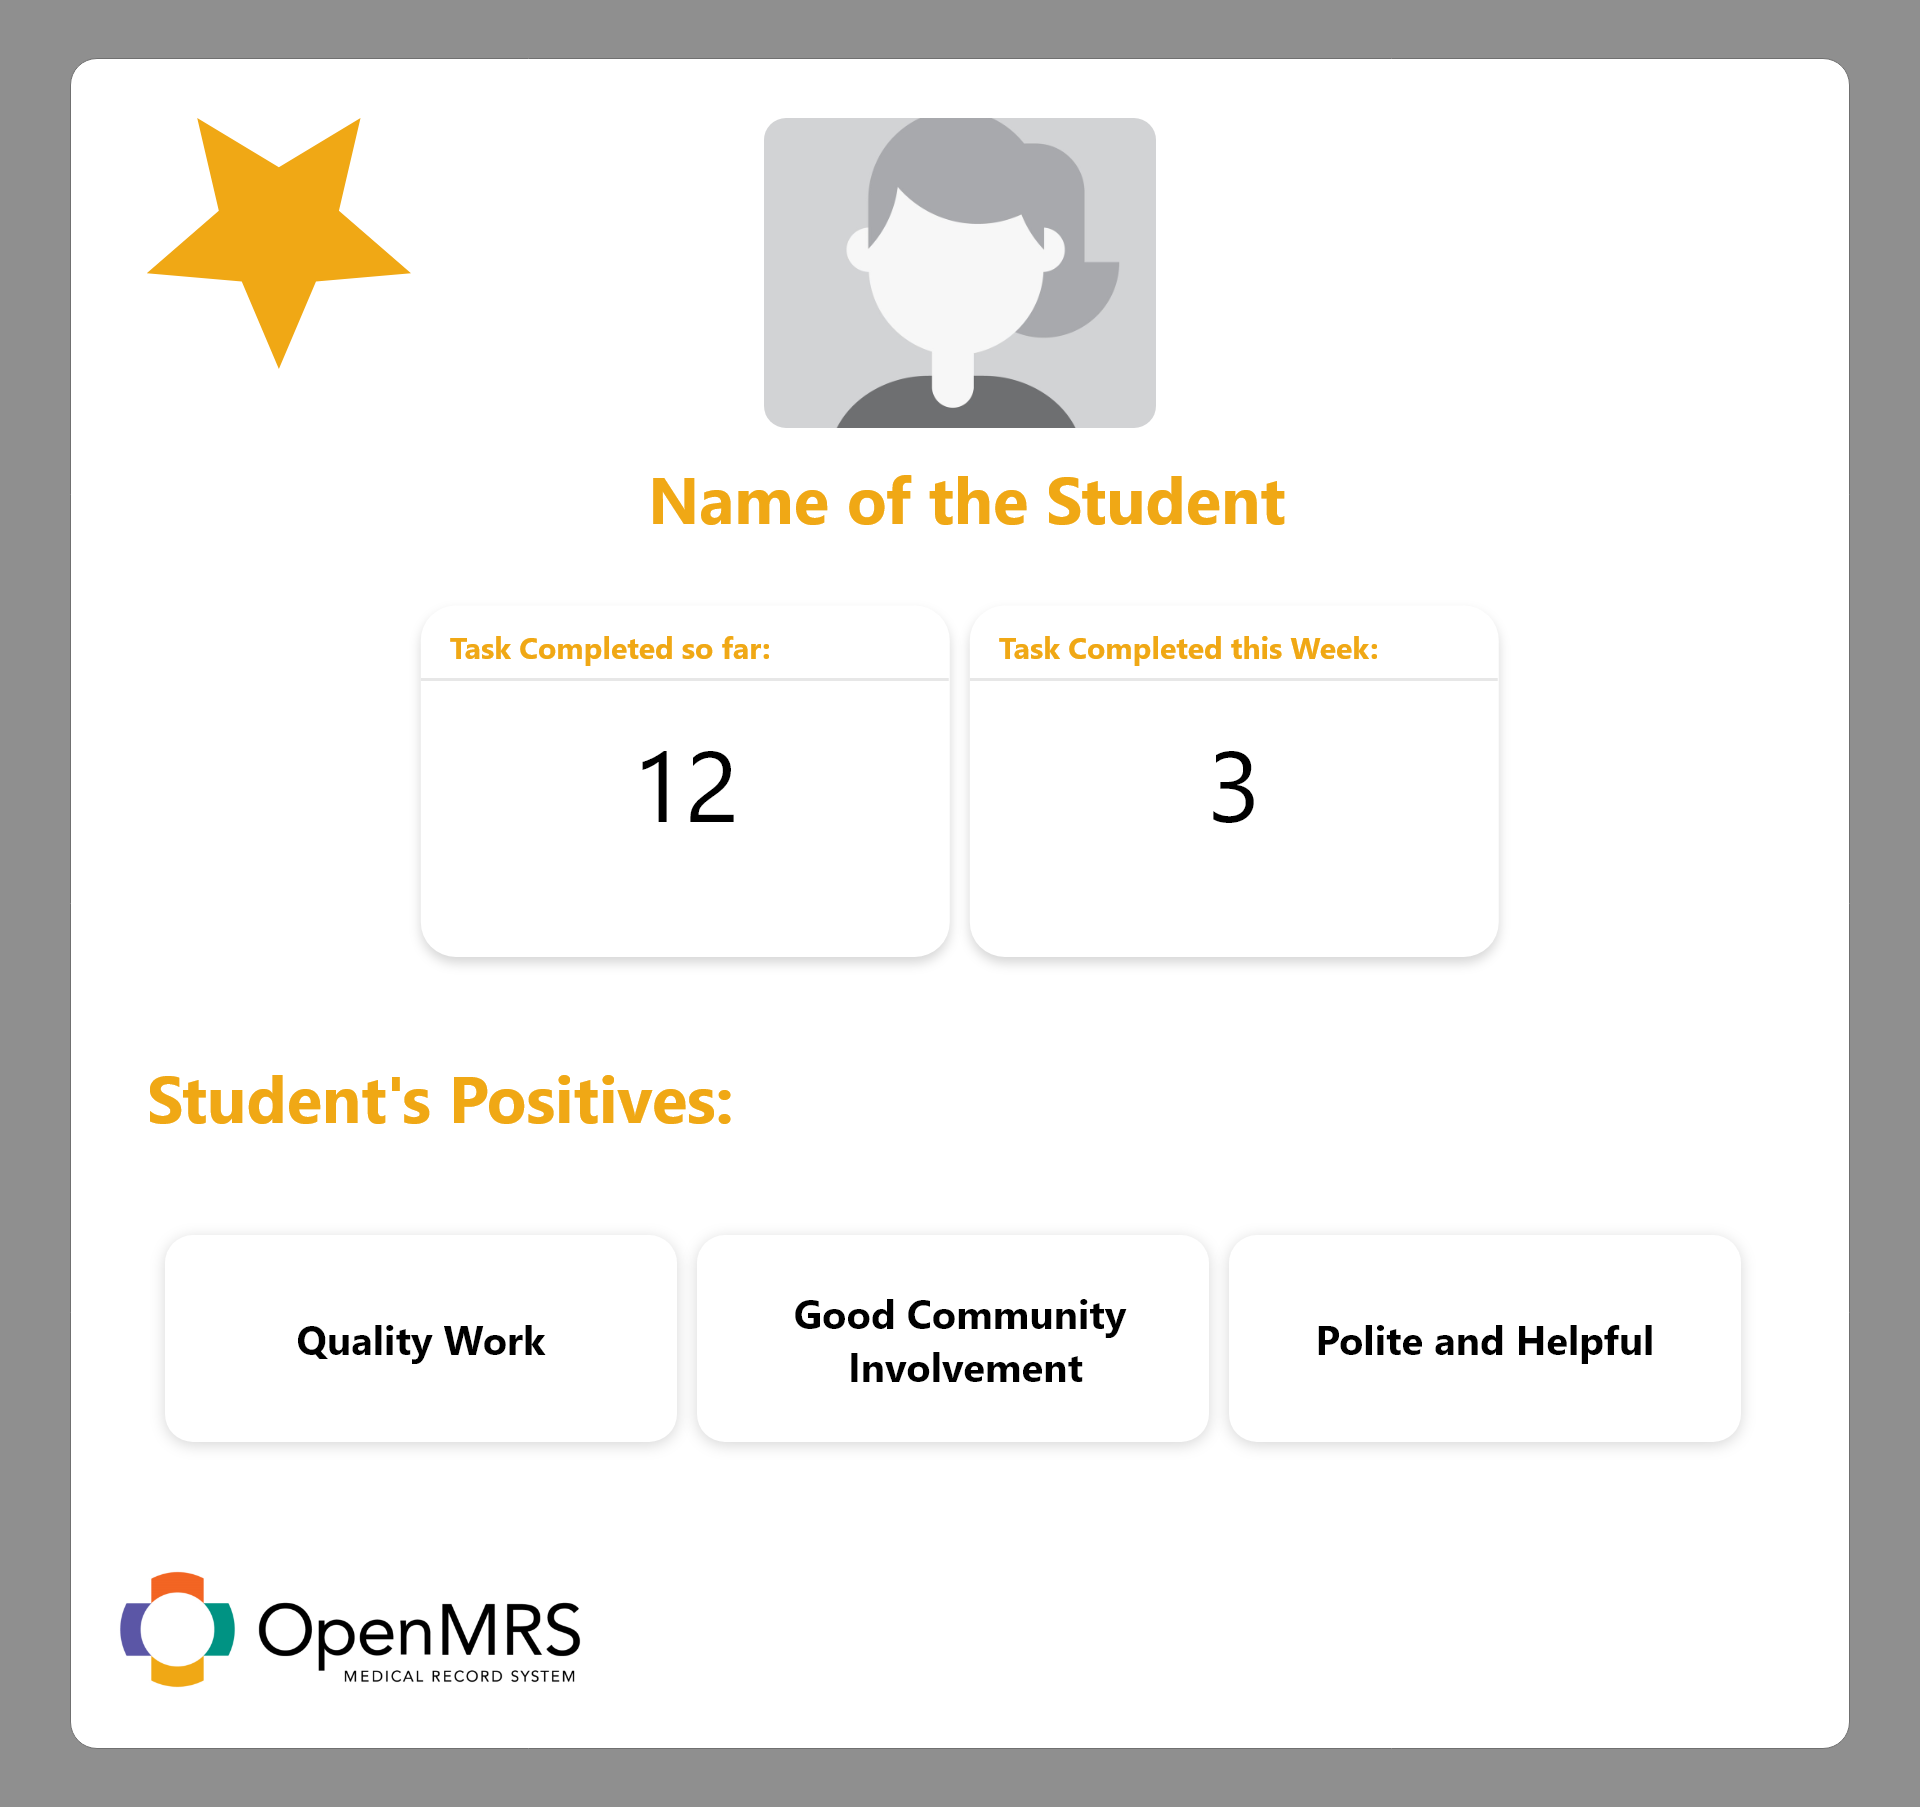 Name of the Student
Task Completed so far:
Task Completed this Week:
12
3
Student's Positives:
Quality Work
Good Community
Involvement
Polite and Helpful
OpenMRS
MEDICAL RECORD SYSTEM